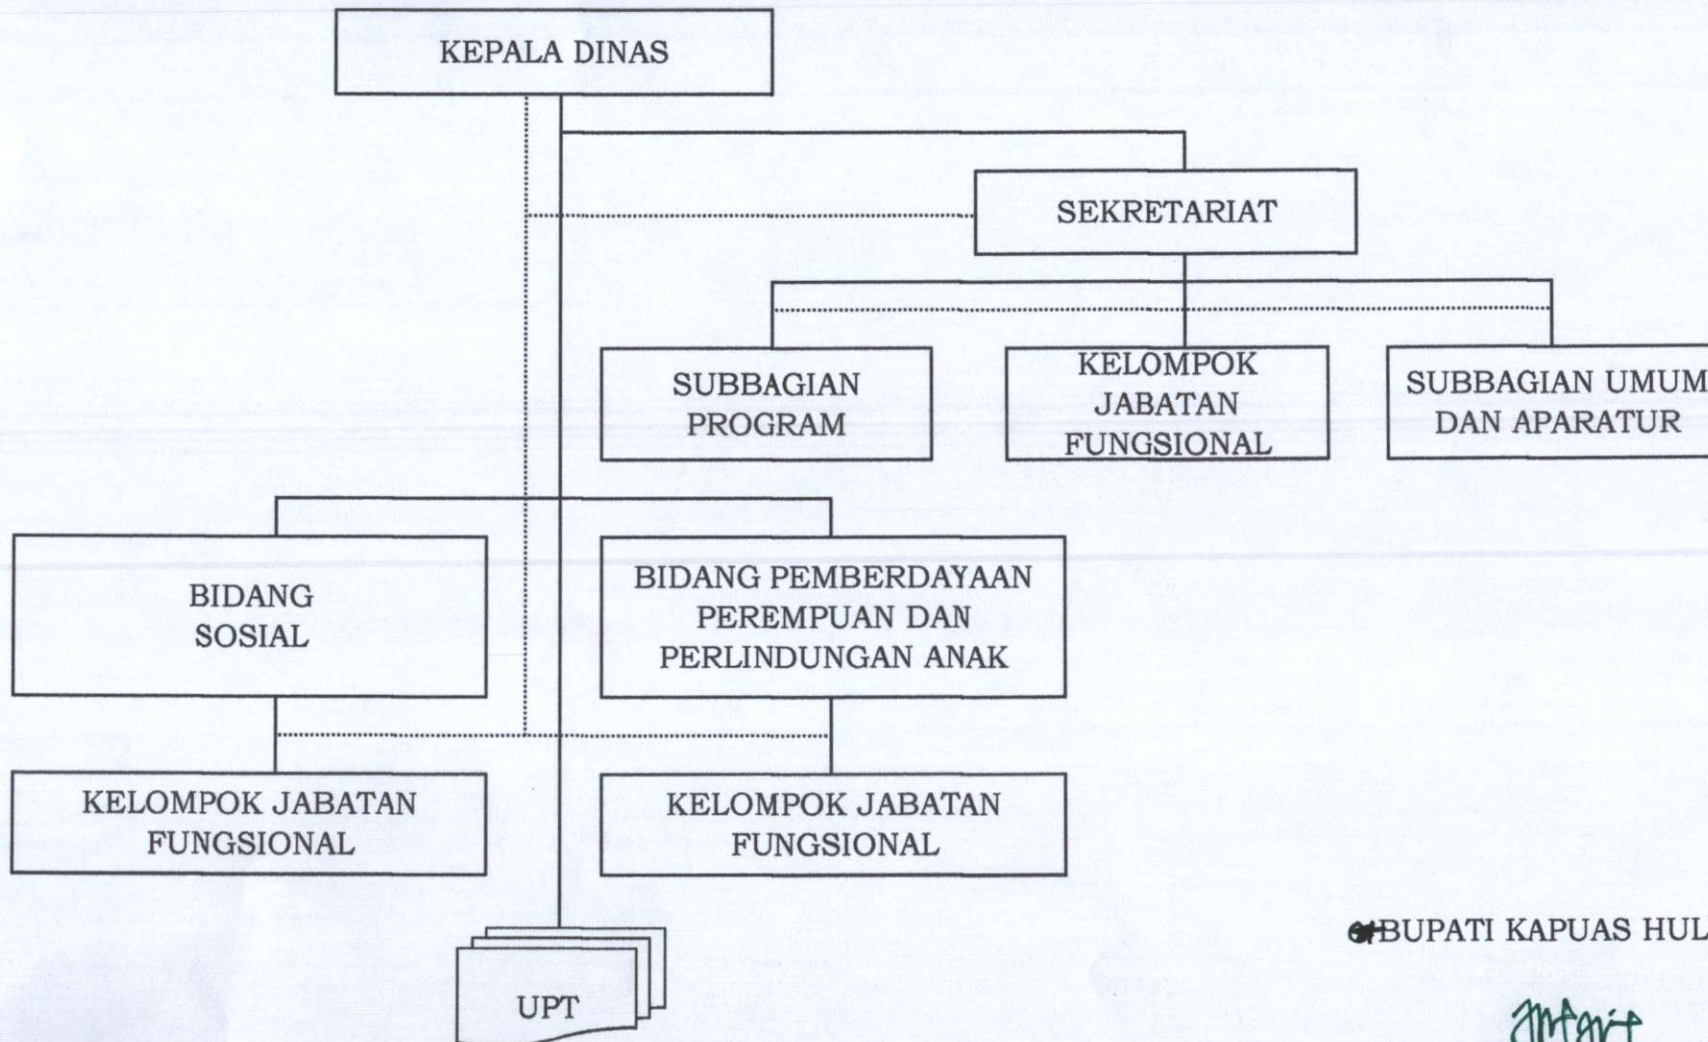 KEPALA DINAS
SEKRETARIAT
SUBBAGIAN
PROGRAM
KELOMPOK
JABATAN
FUNGSIONAL
SUBBAGIAN UMUM
DAN APARATUR
BIDANG
SOSIAL
BIDANG PEMBERDAYAAN
PEREMPUAN DAN
PERLINDUNGAN ANAK
KELOMPOK JABATAN
FUNGSIONAL
KELOMPOK JABATAN
FUNGSIONAL
BUPATI KAPUAS HUL
UPT